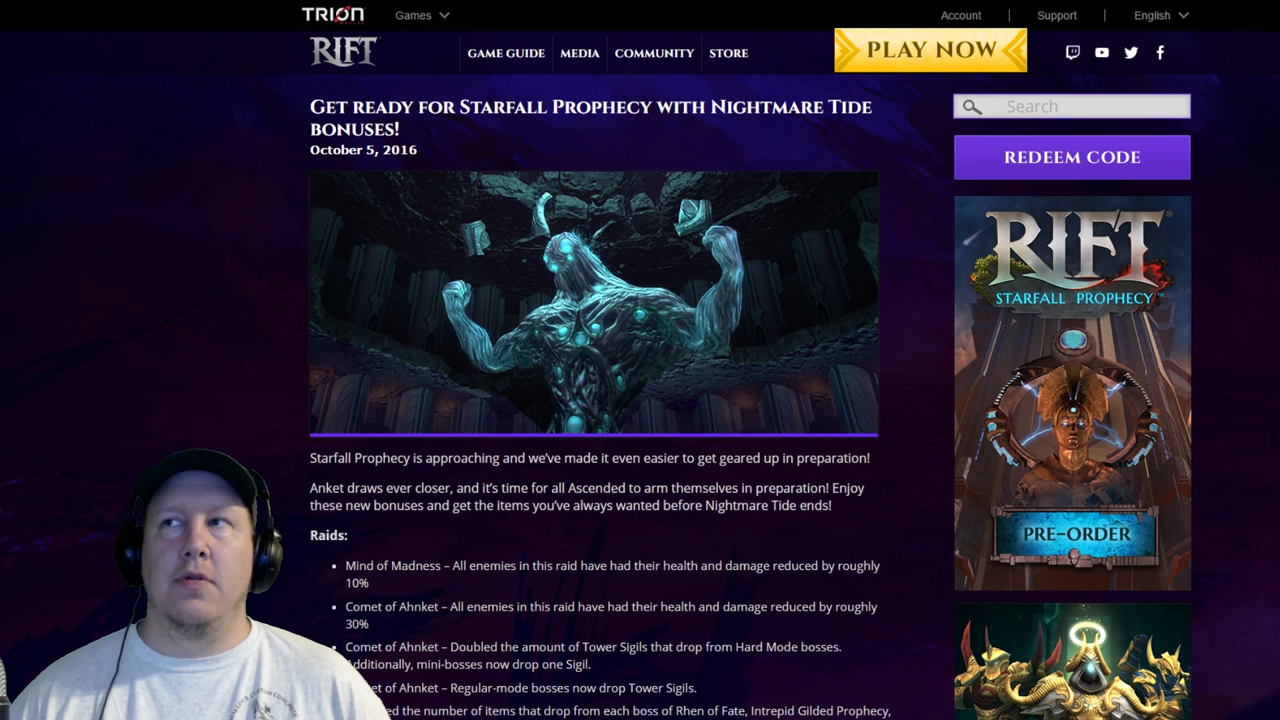 TRION
Games
Account | Support | English
RIFT
GAME GUIDE
MEDIA
COMMUNITY
STORE
PLAY NOW
GET READY FOR STARFALL PROPHECY WITH NIGHTMARE TIDE
BONUSES!
October 5, 2016
Search
REDEEM CODE
RIFT
STARFALL PROPHECY
PRE-ORDER
Starfall Prophecy is approaching and we've made it even easier to get geared up in preparation!
Anket draws ever closer, and it's time for all Ascended to arm themselves in preparation! Enjoy
these new bonuses and get the items you've always wanted before Nightmare Tide ends!
Raids:
• Mind of Madness – All enemies in this raid have had their health and damage reduced by roughly
10%
• Comet of Ahnket – All enemies in this raid have had their health and damage reduced by roughly
30%
Comet of Ahnket – Doubled the amount of Tower Sigils that drop from Hard Mode bosses.
Additionally, mini-bosses now drop one Sigil.
of Ahnket – Regular-mode bosses now drop Tower Sigils.
the number of items that drop from each boss of Rhen of Fate, Intrepid Gilded Prophecy,